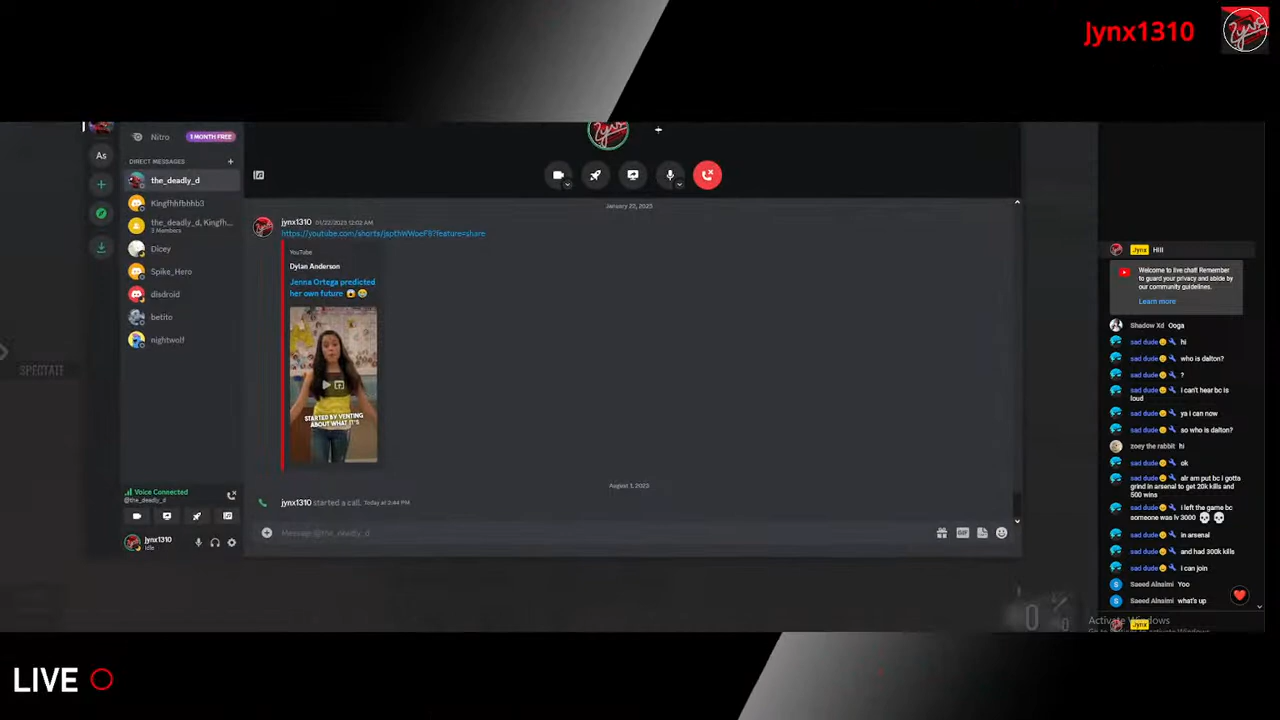 Jynx1310
Nitro
1 MONTH FREE
As
DIRECT MESSAGES
+
the_deadly_d
Kingfhhfbhhb3
the_deadly_d, Kingfh...
3 Members
Dicey
Spike_Hero
disdroid
betito
nightwolf
SPECTATE
Voice Connected
@the_deadly_d
jynx1310
Idle
January 22, 2023
jynx1310 01/22/2023 12:02 AM
https://youtube.com/shorts/jspthWWoeF8?feature=share
YouTube
Dylan Anderson
Jenna Ortega predicted
her own future 😱 😂
STARTED BY VENTING
ABOUT WHAT IT'S
August 1, 2023
jynx1310 started a call. Today at 3:44 PM
Message @the_deadly_d
GIF
Jynx Hill
Welcome to live chat! Remember
to guard your privacy and abide by
our community guidelines.
Learn more
Shadow Xd Ooga
sad dude hi
sad dude who is dalton?
sad dude ?
sad dude I can't hear bc is
loud
sad dude ya I can now
sad dude so who is dalton?
zoey the rabbit hi
sad dude ok
sad dude alr am put bc i gotta
grind in arsenal to get 20k kills and
500 wins
sad dude i left the game bc
someone was lv 3000 💀 💀
sad dude in arsenal
sad dude and had 300k kills
sad dude I can join
S Saeed Alnaimi Yoo
S Saeed Alnaimi what's up
Jynx
Activate Windows
0
LIVE